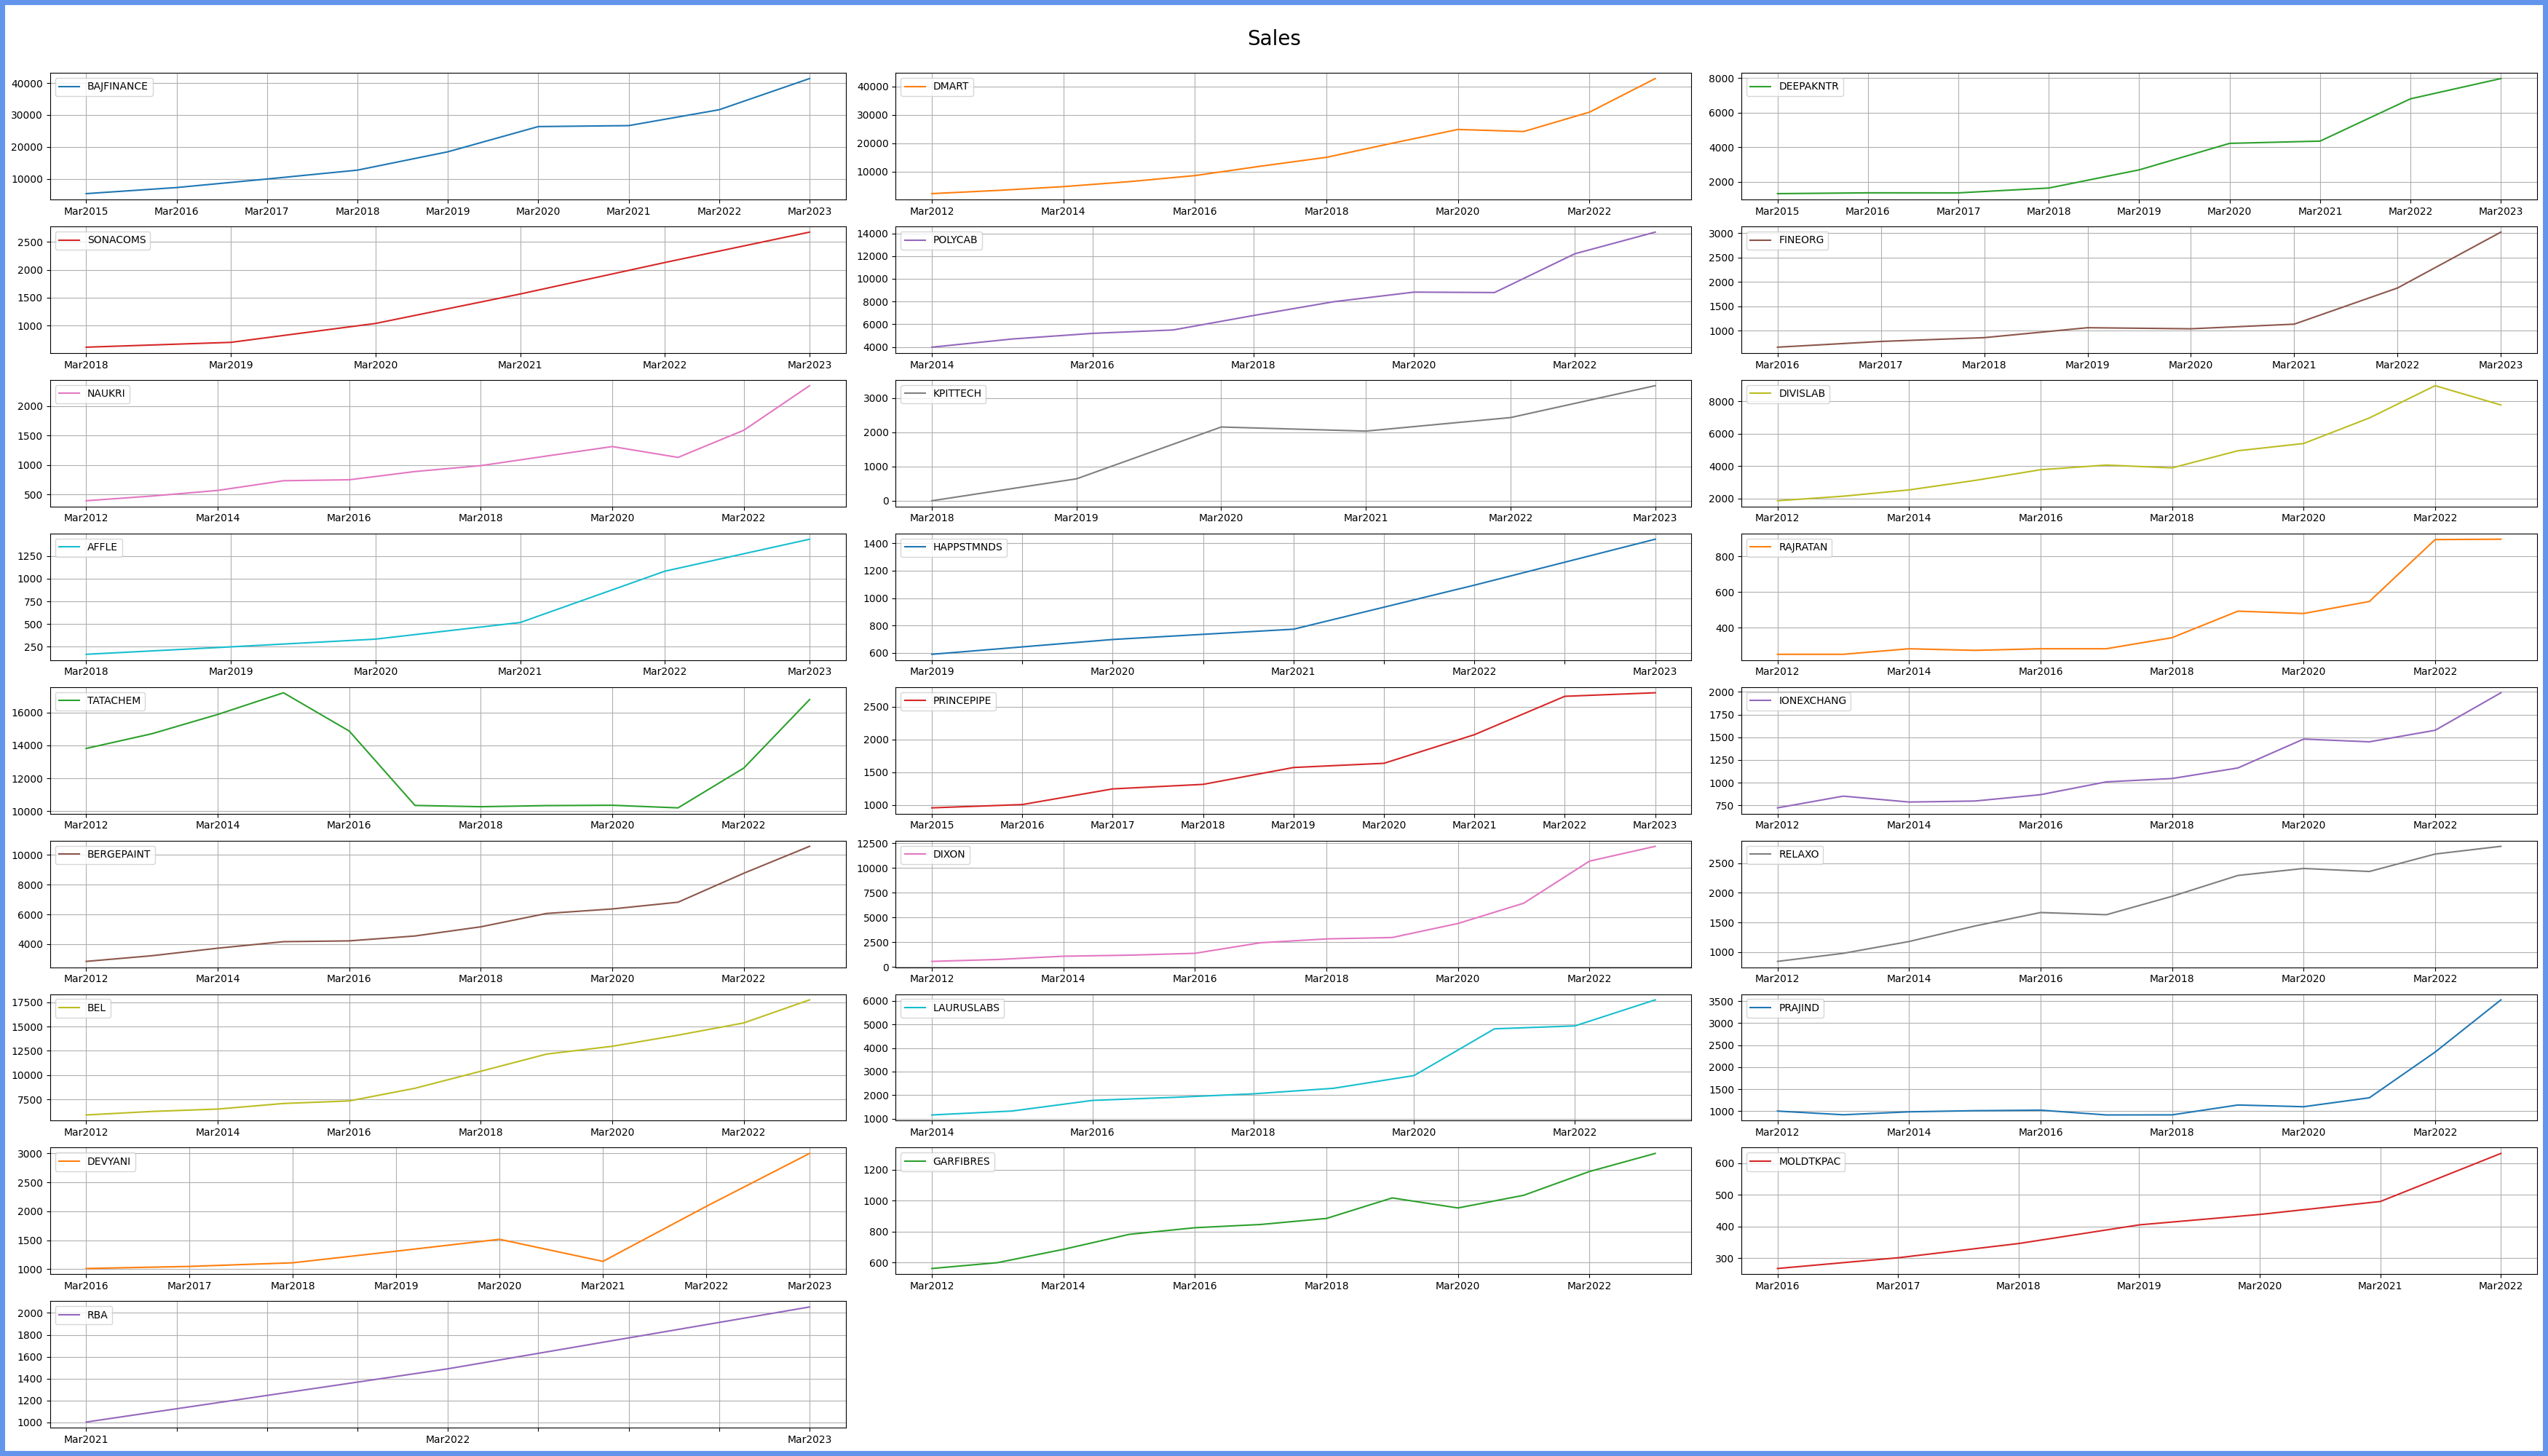 Sales
BAJFINANCE
40000
30000
20000
10000
Mar2015 Mar2016 Mar2017 Mar2018 Mar2019 Mar2020 Mar2021 Mar2022 Mar2023
DMART
40000
30000
20000
10000
Mar2012 Mar2014 Mar2016 Mar2018 Mar2020 Mar2022
DEEPAKNTR
8000
6000
4000
2000
Mar2015 Mar2016 Mar2017 Mar2018 Mar2019 Mar2020 Mar2021 Mar2022 Mar2023
SONACOMS
2500
2000
1500
1000
Mar2018 Mar2019 Mar2020 Mar2021 Mar2022 Mar2023
POLYCAB
14000
12000
10000
8000
6000
4000
Mar2014 Mar2016 Mar2018 Mar2020 Mar2022
FINEORG
3000
2500
2000
1500
1000
Mar2016 Mar2017 Mar2018 Mar2019 Mar2020 Mar2021 Mar2022 Mar2023
NAUKRI
2000
1500
1000
500
Mar2012 Mar2014 Mar2016 Mar2018 Mar2020 Mar2022
KPITTECH
3000
2000
1000
0
Mar2018 Mar2019 Mar2020 Mar2021 Mar2022 Mar2023
DIVISLAB
8000
6000
4000
2000
Mar2012 Mar2014 Mar2016 Mar2018 Mar2020 Mar2022
AFFLE
1250
1000
750
500
250
Mar2018 Mar2019 Mar2020 Mar2021 Mar2022 Mar2023
HAPPSTMNDS
1400
1200
1000
800
600
Mar2019 Mar2020 Mar2021 Mar2022 Mar2023
RAJRATAN
800
600
400
Mar2012 Mar2014 Mar2016 Mar2018 Mar2020 Mar2022
TATACHEM
16000
14000
12000
10000
Mar2012 Mar2014 Mar2016 Mar2018 Mar2020 Mar2022
PRINCEPIPE
2500
2000
1500
1000
Mar2015 Mar2016 Mar2017 Mar2018 Mar2019 Mar2020 Mar2021 Mar2022 Mar2023
IONEXCHANG
2000
1750
1500
1250
1000
750
Mar2012 Mar2014 Mar2016 Mar2018 Mar2020 Mar2022
BERGEPAINT
10000
8000
6000
4000
Mar2012 Mar2014 Mar2016 Mar2018 Mar2020 Mar2022
DIXON
12500
10000
7500
5000
2500
0
Mar2012 Mar2014 Mar2016 Mar2018 Mar2020 Mar2022
RELAXO
2500
2000
1500
1000
Mar2012 Mar2014 Mar2016 Mar2018 Mar2020 Mar2022
BEL
17500
15000
12500
10000
7500
Mar2012 Mar2014 Mar2016 Mar2018 Mar2020 Mar2022
LAURUSLABS
6000
5000
4000
3000
2000
1000
Mar2014 Mar2016 Mar2018 Mar2020 Mar2022
PRAJIND
3500
3000
2500
2000
1500
1000
Mar2012 Mar2014 Mar2016 Mar2018 Mar2020 Mar2022
DEVYANI
3000
2500
2000
1500
1000
Mar2016 Mar2017 Mar2018 Mar2019 Mar2020 Mar2021 Mar2022 Mar2023
GARFIBRES
1200
1000
800
600
Mar2012 Mar2014 Mar2016 Mar2018 Mar2020 Mar2022
MOLDTKPAC
600
500
400
300
Mar2016 Mar2017 Mar2018 Mar2019 Mar2020 Mar2021 Mar2022
RBA
2000
1800
1600
1400
1200
1000
Mar2021 Mar2022 Mar2023